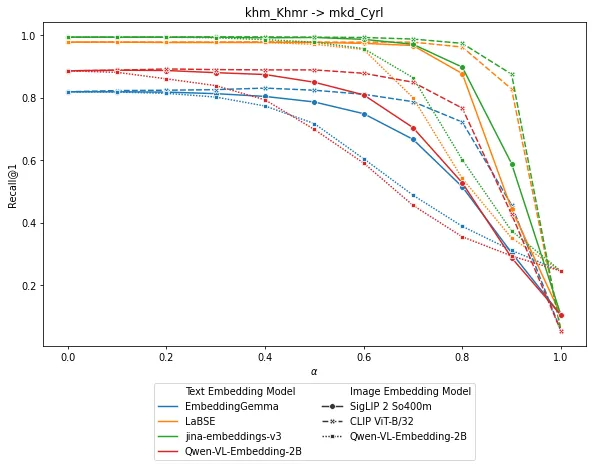 khm_Khmr -> mkd_Cyrl
Recall@1
1.0
0.8
0.6
0.4
0.2
0.0 0.2 0.4 0.6 0.8 1.0
α
Text Embedding Model
EmbeddingGemma
LaBSE
jina-embeddings-v3
Qwen-VL-Embedding-2B
Image Embedding Model
SigLIP 2 So400m
CLIP ViT-B/32
Qwen-VL-Embedding-2B